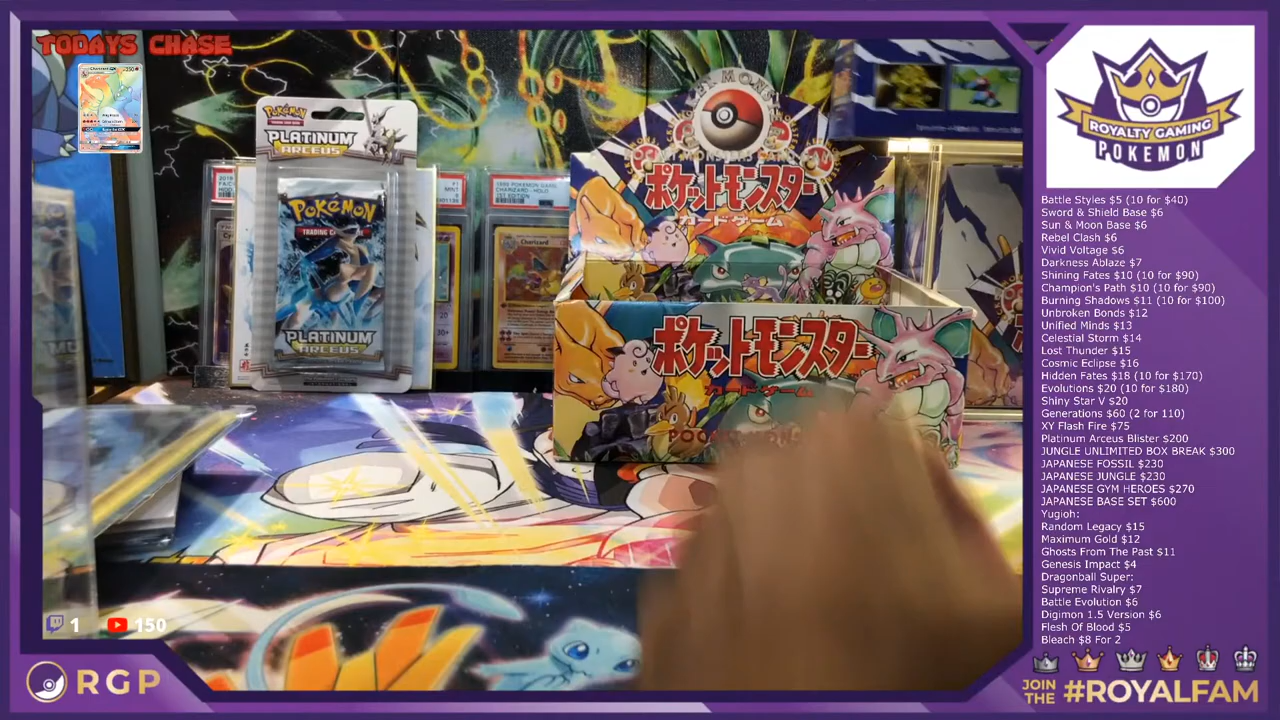 TODAYS CHASE
Pokémon
PLATINUM
ARCEUS
Pokémon
TRADING C
PLATINUM
ARCEUS
Charizard
ポケットモンスター
カードゲーム
ポケットモンスター
カードゲーム
POCKET MONS
1
150
RGP
ROYALTY GAMING
POKEMON
Battle Styles $5 (10 for $40)
Sword & Shield Base $6
Sun & Moon Base $6
Rebel Clash $6
Vivid Voltage $6
Darkness Ablaze $7
Shining Fates $10 (10 for $90)
Champion's Path $10 (10 for $90)
Burning Shadows $11 (10 for $100)
Unbroken Bonds $12
Unified Minds $13
Celestial Storm $14
Lost Thunder $15
Cosmic Eclipse $16
Hidden Fates $18 (10 for $170)
Evolutions $20 (10 for $180)
Shiny Star V $20
Generations $60 (2 for 110)
XY Flash Fire $75
Platinum Arceus Blister $200
JUNGLE UNLIMITED BOX BREAK $300
JAPANESE FOSSIL $230
JAPANESE JUNGLE $230
JAPANESE GYM HEROES $270
JAPANESE BASE SET $600
Yugioh:
Random Legacy $15
Maximum Gold $12
Ghosts From The Past $11
Genesis Impact $4
Dragonball Super:
Supreme Rivalry $7
Battle Evolution $6
Digimon 1.5 Version $6
Flesh Of Blood $5
Bleach $8 For 2
JOIN
THE #ROYALFAM